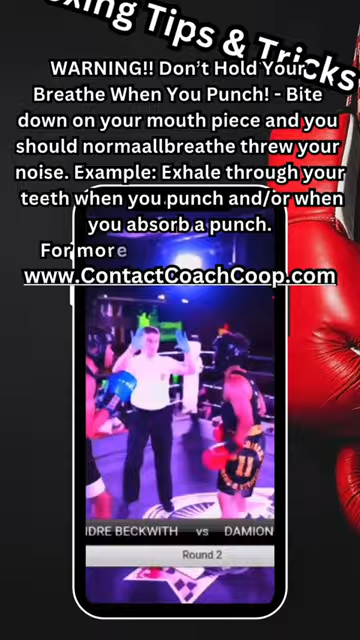 xing Tips & Tricks
WARNING!! Don't Hold Your
Breathe When You Punch! - Bite
down on your mouth piece and you
should normaallbreathe threw your
noise. Example: Exhale through your
teeth when you punch and/or when
you absorb a punch.
For more
www.ContactCoachCoop.com
NDRE BECKWITH vs DAMION
Round 2